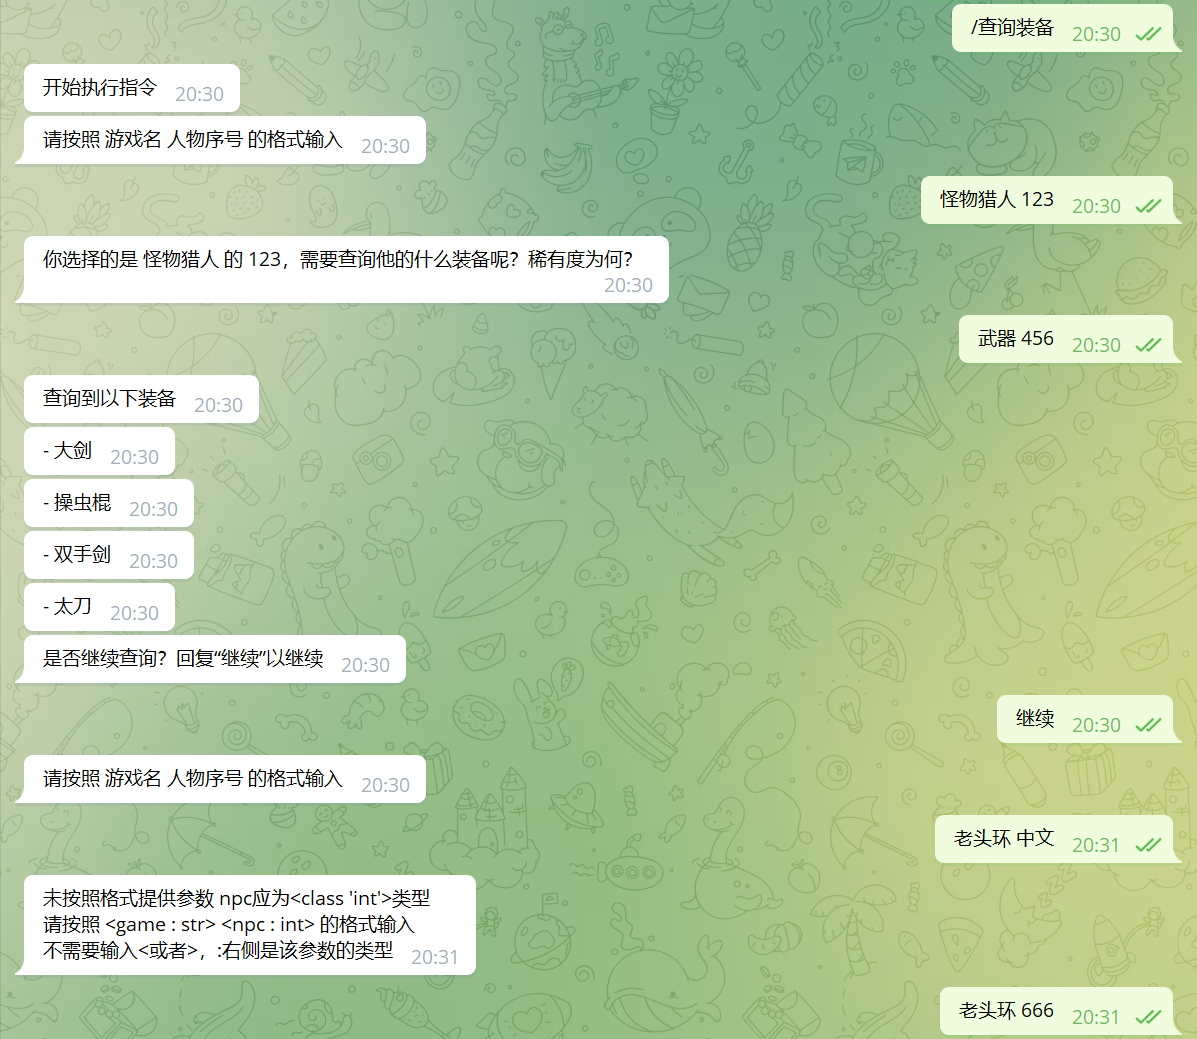 /查询装备 20:30
开始执行指令 20:30
请按照 游戏名 人物序号 的格式输入 20:30
怪物猎人 123 20:30
你选择的是 怪物猎人 的 123，需要查询他的什么装备呢？稀有度为何？
20:30
武器 456 20:30
查询到以下装备 20:30
- 大剑 20:30
- 操虫棍 20:30
- 双手剑 20:30
- 太刀 20:30
是否继续查询？回复“继续”以继续 20:30
继续 20:30
请按照 游戏名 人物序号 的格式输入 20:30
老头环 中文 20:31
未按照格式提供参数 npc应为<class 'int'>类型
请按照 <game : str> <npc : int> 的格式输入
不需要输入<或者>，:右侧是该参数的类型 20:31
老头环 666 20:31